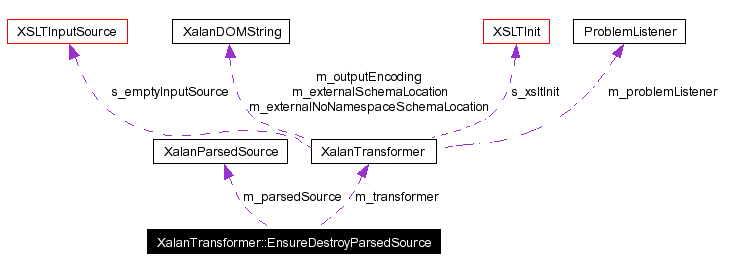 XSLTInputSource
XalanDOMString
XSLTInit
ProblemListener
m_outputEncoding
s_emptyInputSource
m_externalSchemaLocation
s_xsltInit
m_problemListener
m_externalNoNamespaceSchemaLocation
XalanParsedSource
XalanTransformer
m_parsedSource
m_transformer
XalanTransformer::EnsureDestroyParsedSource